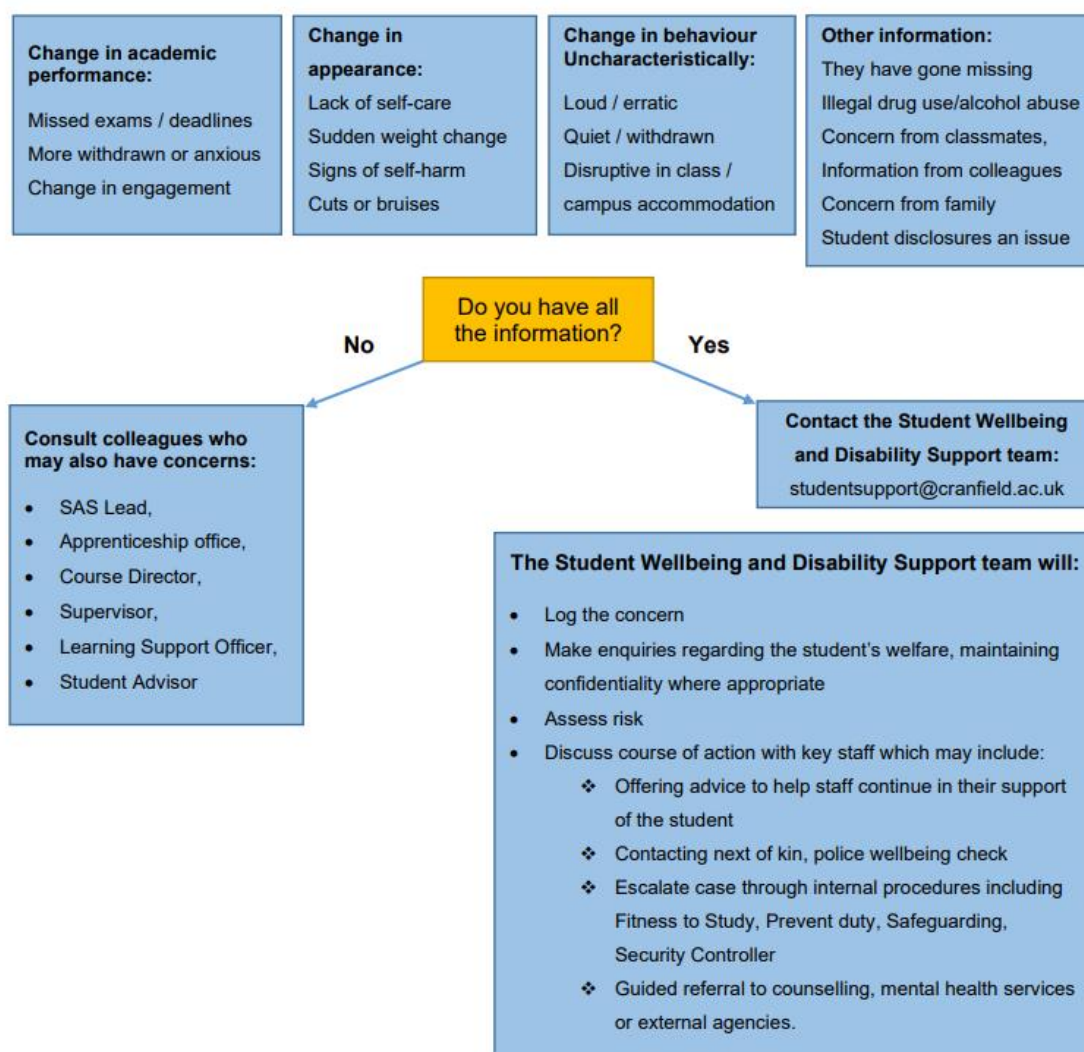 Change in academic
performance:
Missed exams / deadlines
More withdrawn or anxious
Change in engagement
Change in
appearance:
Lack of self-care
Sudden weight change
Signs of self-harm
Cuts or bruises
Change in behaviour
Uncharacteristically:
Loud / erratic
Quiet / withdrawn
Disruptive in class /
campus accommodation
Other information:
They have gone missing
Illegal drug use/alcohol abuse
Concern from classmates,
Information from colleagues
Concern from family
Student disclosures an issue
Do you have all
the information?
No
Yes
Consult colleagues who
may also have concerns:
• SAS Lead,
• Apprenticeship office,
• Course Director,
• Supervisor,
• Learning Support Officer,
• Student Advisor
Contact the Student Wellbeing
and Disability Support team:
studentsupport@cranfield.ac.uk
The Student Wellbeing and Disability Support team will:
• Log the concern
• Make enquiries regarding the student's welfare, maintaining
confidentiality where appropriate
• Assess risk
• Discuss course of action with key staff which may include:
❖ Offering advice to help staff continue in their support
of the student
❖ Contacting next of kin, police wellbeing check
❖ Escalate case through internal procedures including
Fitness to Study, Prevent duty, Safeguarding,
Security Controller
❖ Guided referral to counselling, mental health services
or external agencies.